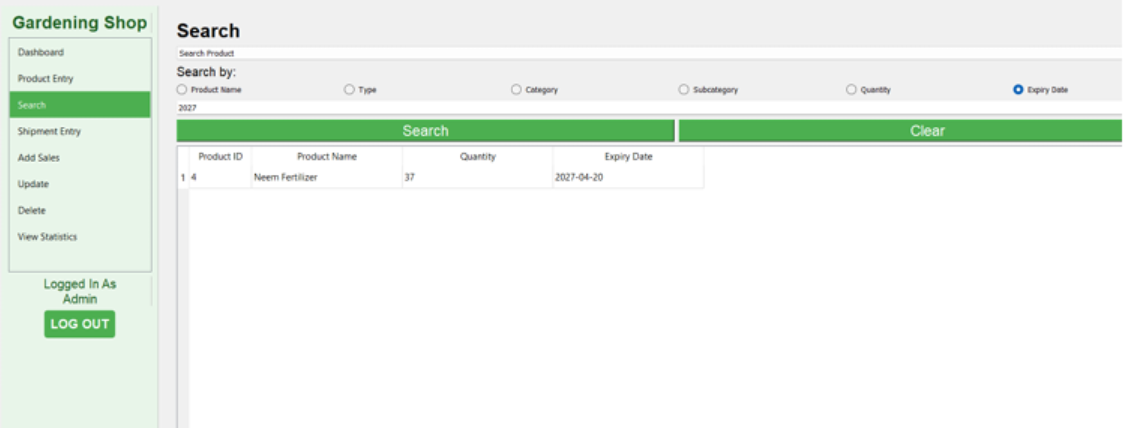 Gardening Shop
Dashboard
Product Entry
Search
Shipment Entry
Add Sales
Update
Delete
View Statistics
Logged In As
Admin
LOG OUT
Search
Search Product
Search by:
Product Name Type Category Subcategory Quantity Expiry Date
2027
Search Clear
Product ID Product Name Quantity Expiry Date
1 4 Neem Fertilizer 37 2027-04-20